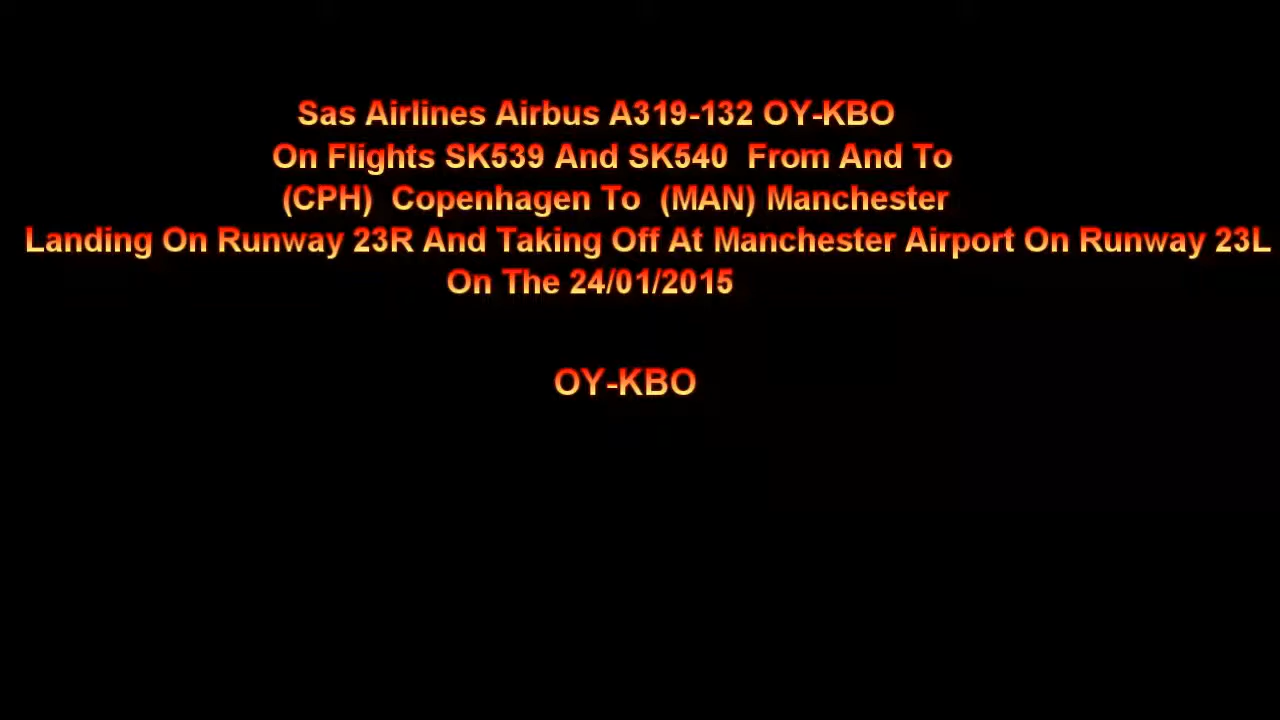 Sas Airlines Airbus A319-132 OY-KBO
On Flights SK539 And SK540 From And To
(CPH) Copenhagen To (MAN) Manchester
Landing On Runway 23R And Taking Off At Manchester Airport On Runway 23L
On The 24/01/2015
OY-KBO